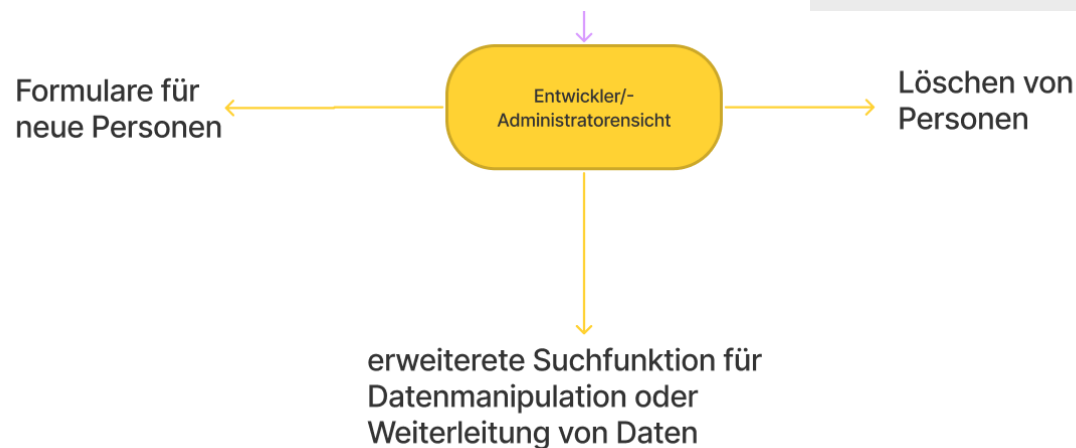 Formulare für
neue Personen
Entwickler/-
Administratorensicht
Löschen von
Personen
erweiterete Suchfunktion für
Datenmanipulation oder
Weiterleitung von Daten